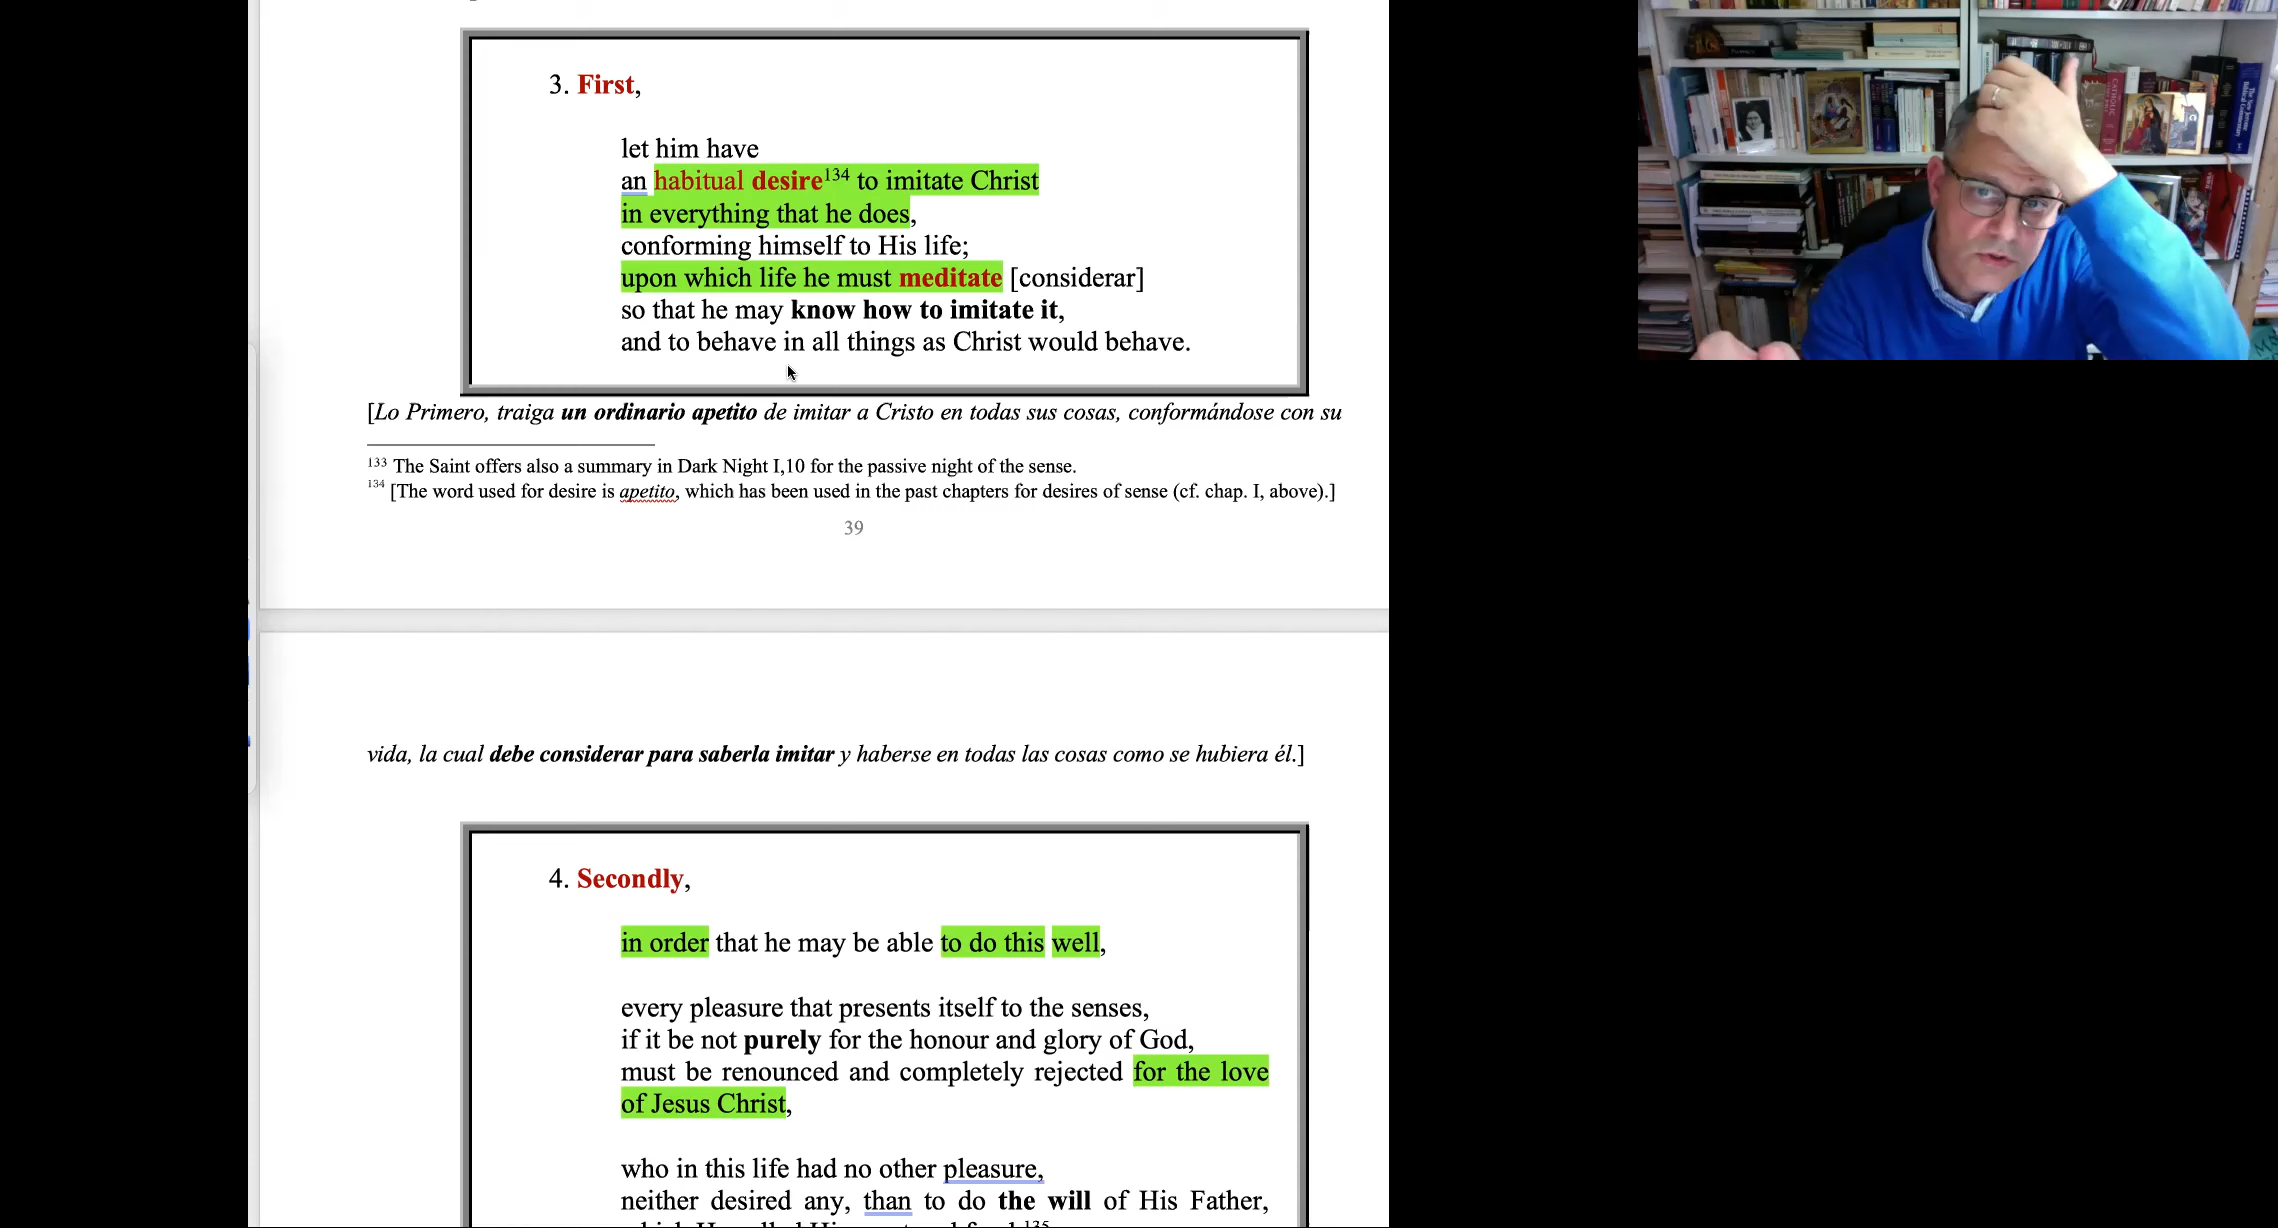 3. First,
let him have
an habitual desire134 to imitate Christ
in everything that he does,
conforming himself to His life;
upon which life he must meditate [considerar]
so that he may know how to imitate it,
and to behave in all things as Christ would behave.
[Lo Primero, traiga un ordinario apetito de imitar a Cristo en todas sus cosas, conformándose con su
133 The Saint offers also a summary in Dark Night I,10 for the passive night of the sense.
134 [The word used for desire is apetito, which has been used in the past chapters for desires of sense (cf. chap. I, above).]
39
vida, la cual debe considerar para saberla imitar y haberse en todas las cosas como se hubiera él.]
4. Secondly,
in order that he may be able to do this well,
every pleasure that presents itself to the senses,
if it be not purely for the honour and glory of God,
must be renounced and completely rejected for the love
of Jesus Christ,
who in this life had no other pleasure,
neither desired any, than to do the will of His Father,